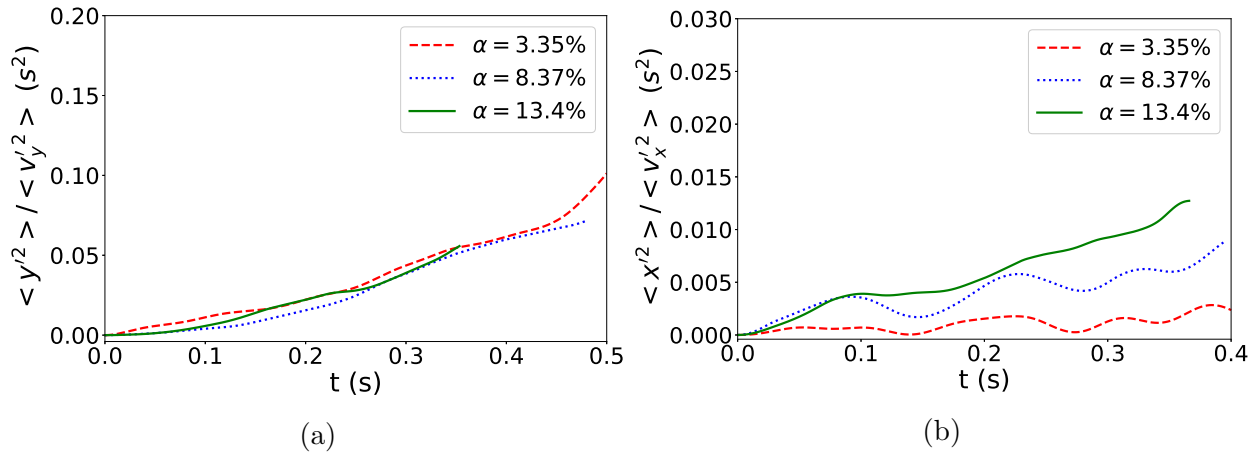 0.20
0.15
0.10
0.05
0.00
< y′² > / < v′_y² > (s²)
0.0 0.1 0.2 0.3 0.4 0.5
t (s)
α = 3.35%
α = 8.37%
α = 13.4%
(a)
0.030
0.025
0.020
0.015
0.010
0.005
0.000
< x′² > / < v′_x² > (s²)
0.0 0.1 0.2 0.3 0.4
t (s)
α = 3.35%
α = 8.37%
α = 13.4%
(b)